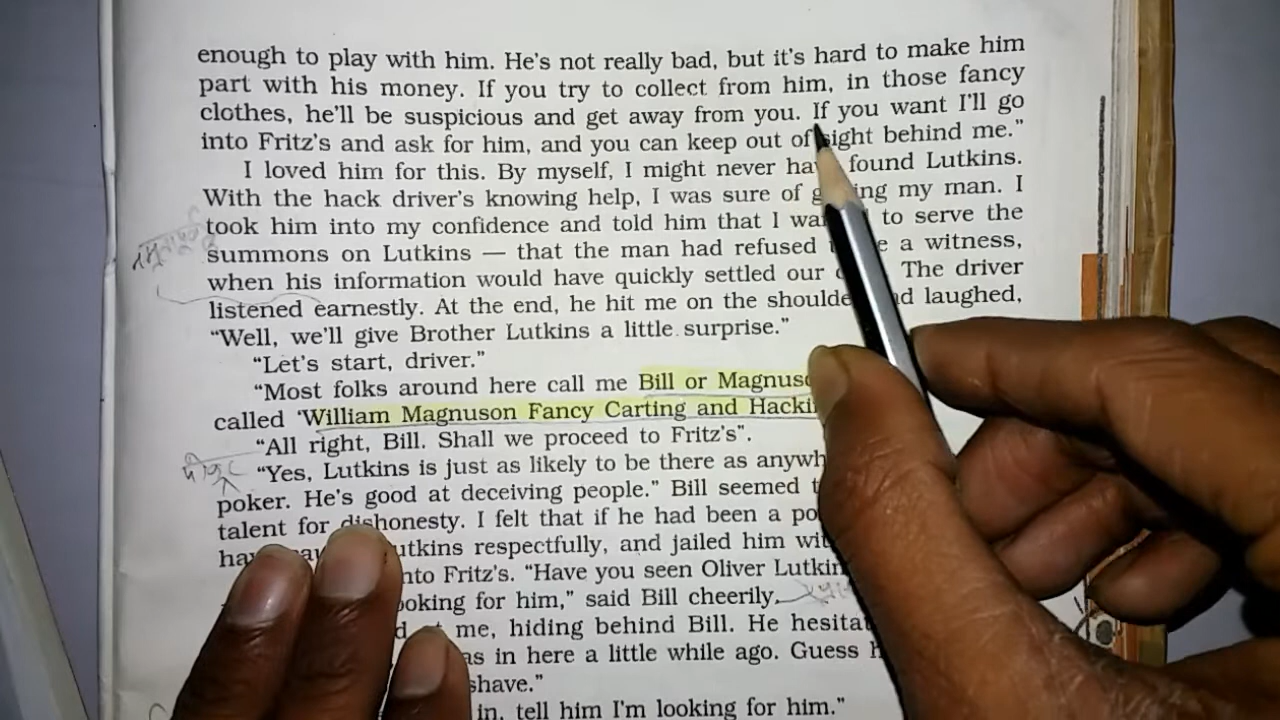 enough to play with him. He's not really bad, but it's hard to make him
part with his money. If you try to collect from him, in those fancy
clothes, he'll be suspicious and get away from you. If you want I'll go
into Fritz's and ask for him, and you can keep out of sight behind me."
I loved him for this. By myself, I might never have found Lutkins.
With the hack driver's knowing help, I was sure of my man. I
took him into my confidence and told him that I to serve the
summons on Lutkins — that the man had refused a witness,
when his information would have quickly settled our The driver
listened earnestly. At the end, he hit me on the laughed,
"Well, we'll give Brother Lutkins a little surprise."
"Let's start, driver."
"Most folks around here call me Bill or
called 'William Magnuson Fancy Carting and
"All right, Bill. Shall we proceed to Fritz's".
"Yes, Lutkins is just as likely to be there as
poker. He's good at deceiving people." Bill seemed
talent for dishonesty. I felt that if he had been a
respectfully, and jailed him
Fritz's. "Have you seen Oliver
for him," said Bill cheerily.
me, hiding behind Bill. He
in here a little while ago. Guess
shave."
in, tell him I'm looking for him."